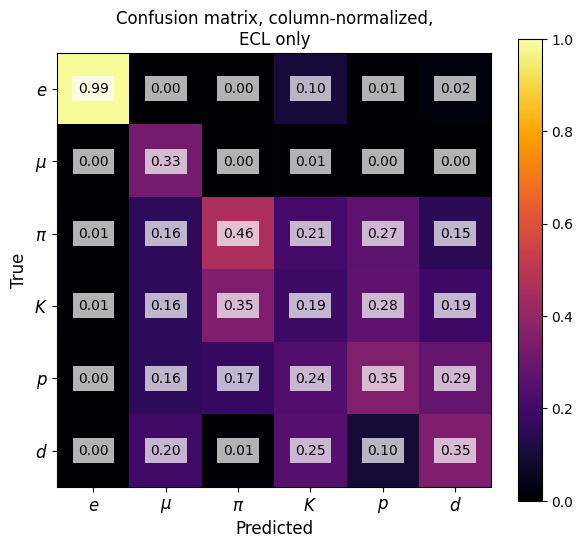 Confusion matrix, column-normalized,
ECL only
True
e 0.99 0.00 0.00 0.10 0.01 0.02
μ 0.00 0.33 0.00 0.01 0.00 0.00
π 0.01 0.16 0.46 0.21 0.27 0.15
K 0.01 0.16 0.35 0.19 0.28 0.19
p 0.00 0.16 0.17 0.24 0.35 0.29
d 0.00 0.20 0.01 0.25 0.10 0.35
e μ π K p d
Predicted
1.0
0.8
0.6
0.4
0.2
0.0